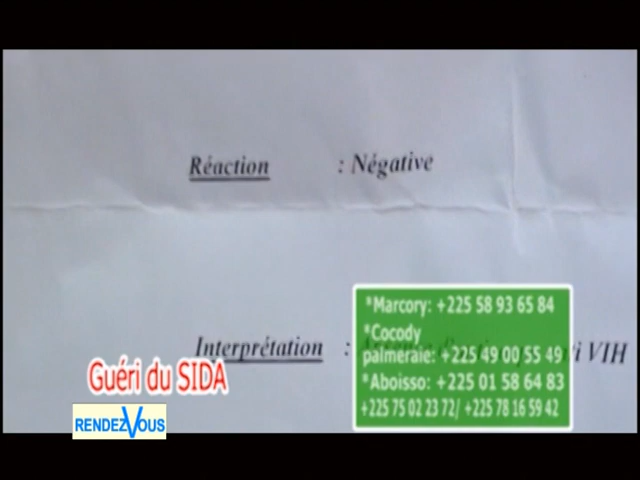 Réaction : Négative
*Marcory: +225 58 93 65 84
*Cocody
palmeraie: +225 49 00 55 49
*Aboisso: +225 01 58 64 83
+225 75 02 23 72/ +225 78 16 59 42
Interprétation : VIH
Guéri du SIDA
RENDEZVOUS